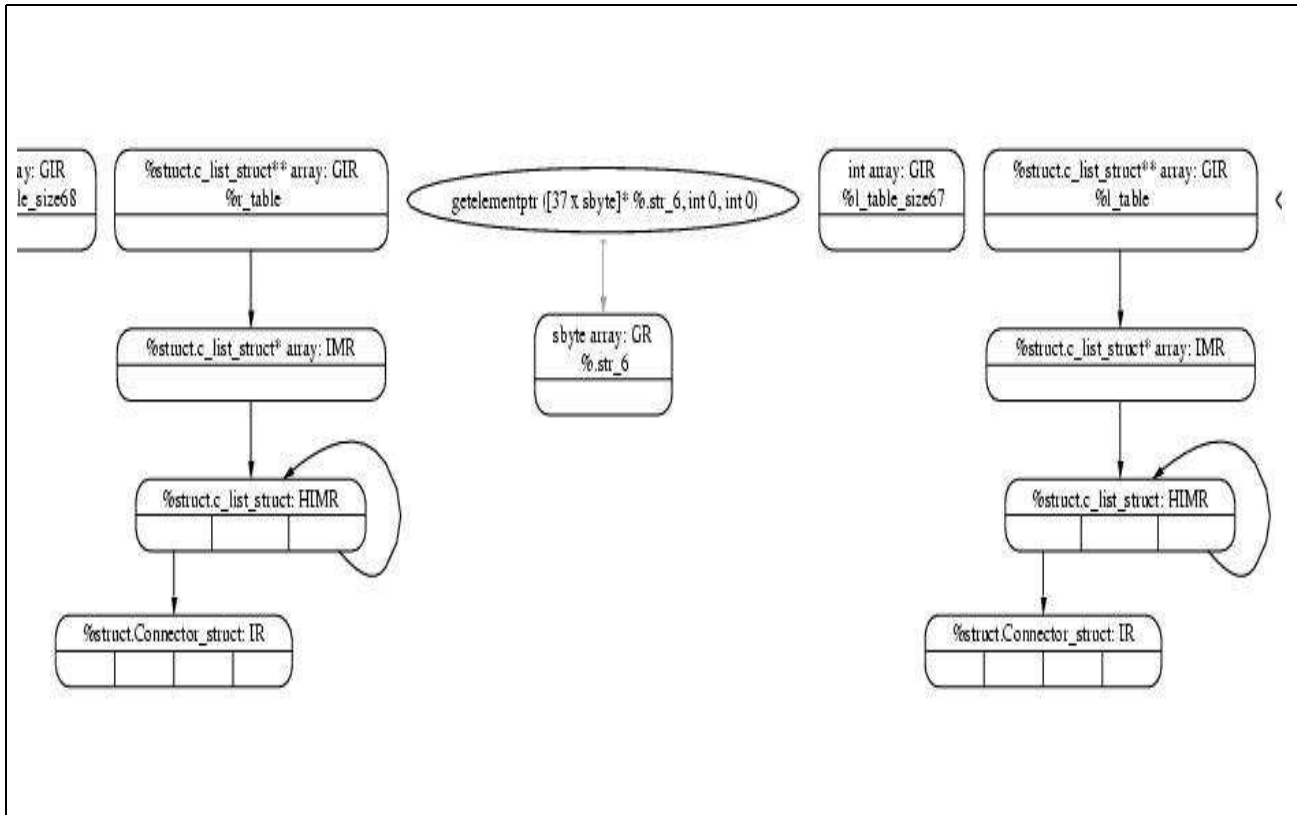 ay: GIR
le_size68
%struct.c_list_struct** array: GIR
%r_table
getelementptr ([37 x sbyte]* %.str_6, int 0, int 0)
int array: GIR
%l_table_size67
%struct.c_list_struct** array: GIR
%l_table
%struct.c_list_struct* array: IMR
sbyte array: GR
%.str_6
%struct.c_list_struct* array: IMR
%struct.c_list_struct: HIMR
%struct.c_list_struct: HIMR
%struct.Connector_struct: IR
%struct.Connector_struct: IR